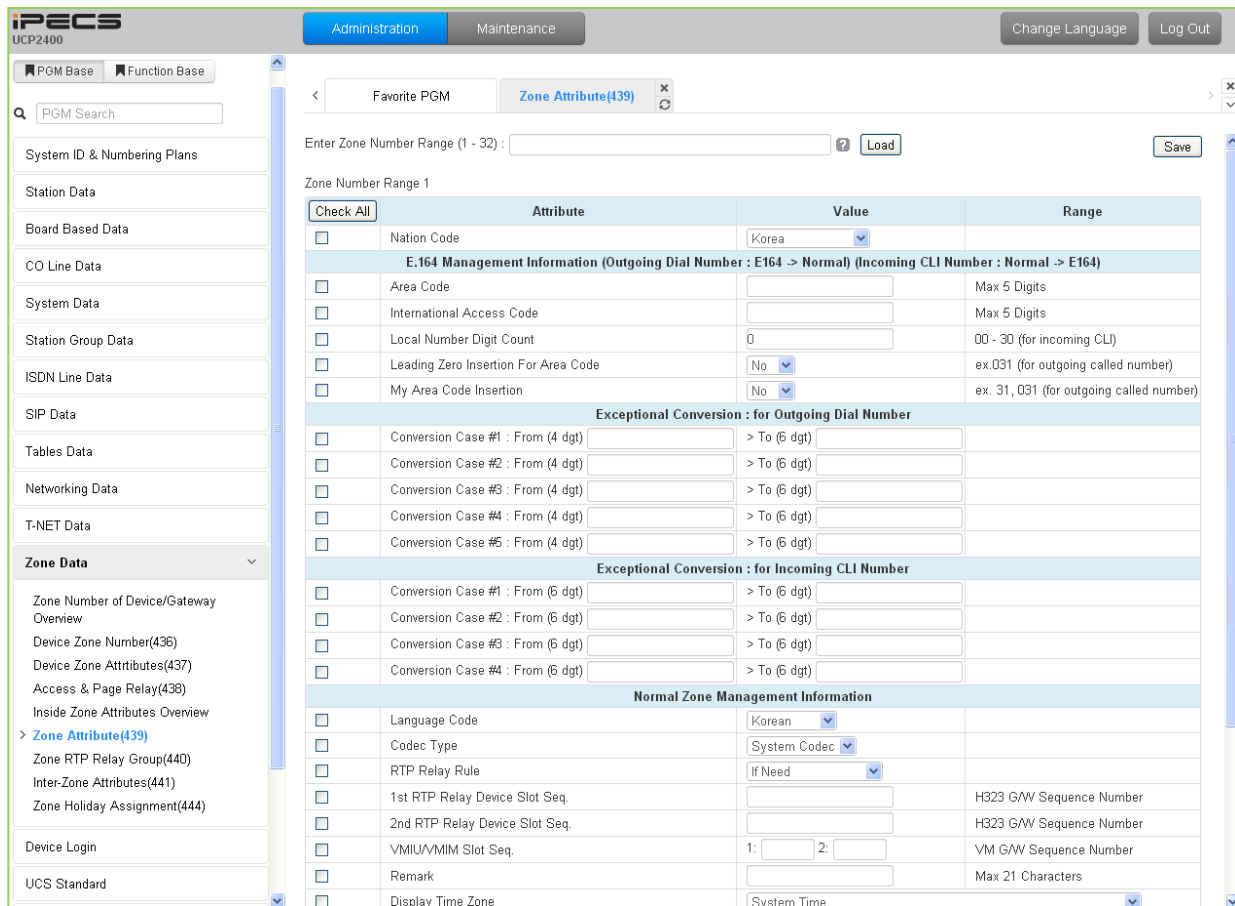 iPECS
UCP2400
Administration
Maintenance
Change Language
Log Out
PGM Base
Function Base
PGM Search
System ID & Numbering Plans
Station Data
Board Based Data
CO Line Data
System Data
Station Group Data
ISDN Line Data
SIP Data
Tables Data
Networking Data
T-NET Data
Zone Data
Zone Number of Device/Gateway
Overview
Device Zone Number(436)
Device Zone Attrtibutes(437)
Access & Page Relay(438)
Inside Zone Attributes Overview
> Zone Attribute(439)
Zone RTP Relay Group(440)
Inter-Zone Attributes(441)
Zone Holiday Assignment(444)
Device Login
UCS Standard
< Favorite PGM Zone Attribute(439) >
Enter Zone Number Range (1 - 32) : ? Load Save
Zone Number Range 1
Check All Attribute Value Range
Nation Code Korea
E.164 Management Information (Outgoing Dial Number : E164 -> Normal) (Incoming CLI Number : Normal -> E164)
Area Code Max 5 Digits
International Access Code Max 5 Digits
Local Number Digit Count 0 00 - 30 (for incoming CLI)
Leading Zero Insertion For Area Code No ex.031 (for outgoing called number)
My Area Code Insertion No ex. 31, 031 (for outgoing called number)
Exceptional Conversion : for Outgoing Dial Number
Conversion Case #1 : From (4 dgt) > To (6 dgt)
Conversion Case #2 : From (4 dgt) > To (6 dgt)
Conversion Case #3 : From (4 dgt) > To (6 dgt)
Conversion Case #4 : From (4 dgt) > To (6 dgt)
Conversion Case #5 : From (4 dgt) > To (6 dgt)
Exceptional Conversion : for Incoming CLI Number
Conversion Case #1 : From (6 dgt) > To (6 dgt)
Conversion Case #2 : From (6 dgt) > To (6 dgt)
Conversion Case #3 : From (6 dgt) > To (6 dgt)
Conversion Case #4 : From (6 dgt) > To (6 dgt)
Normal Zone Management Information
Language Code Korean
Codec Type System Codec
RTP Relay Rule If Need
1st RTP Relay Device Slot Seq. H323 G/W Sequence Number
2nd RTP Relay Device Slot Seq. H323 G/W Sequence Number
VMIU/VMIM Slot Seq. 1: 2: VM G/W Sequence Number
Remark Max 21 Characters
Display Time Zone System Time